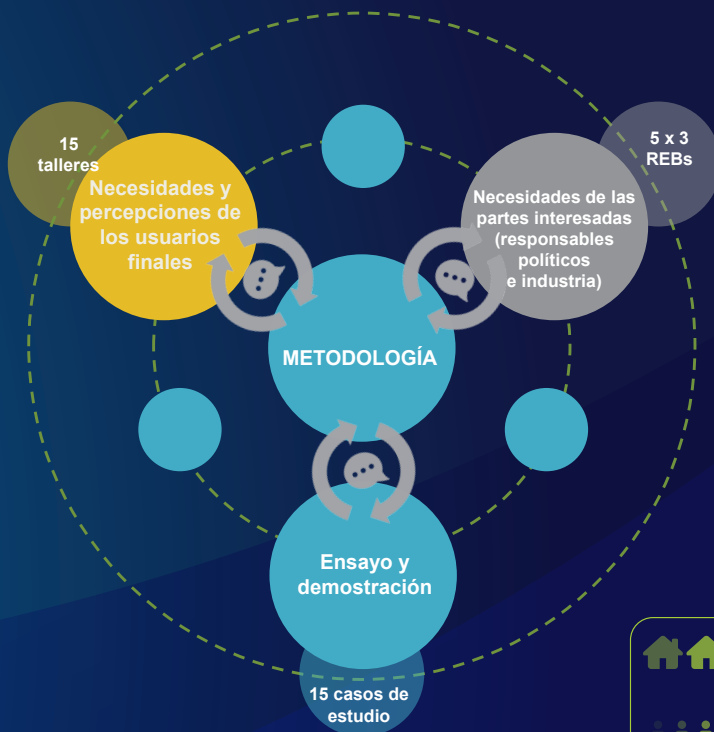 15
talleres
Necesidades y
percepciones de
los usuarios
finales
5 x 3
REBs
Necesidades de las
partes interesadas
(responsables
políticos
e industria)
METODOLOGÍA
Ensayo y
demostración
15 casos de
estudio